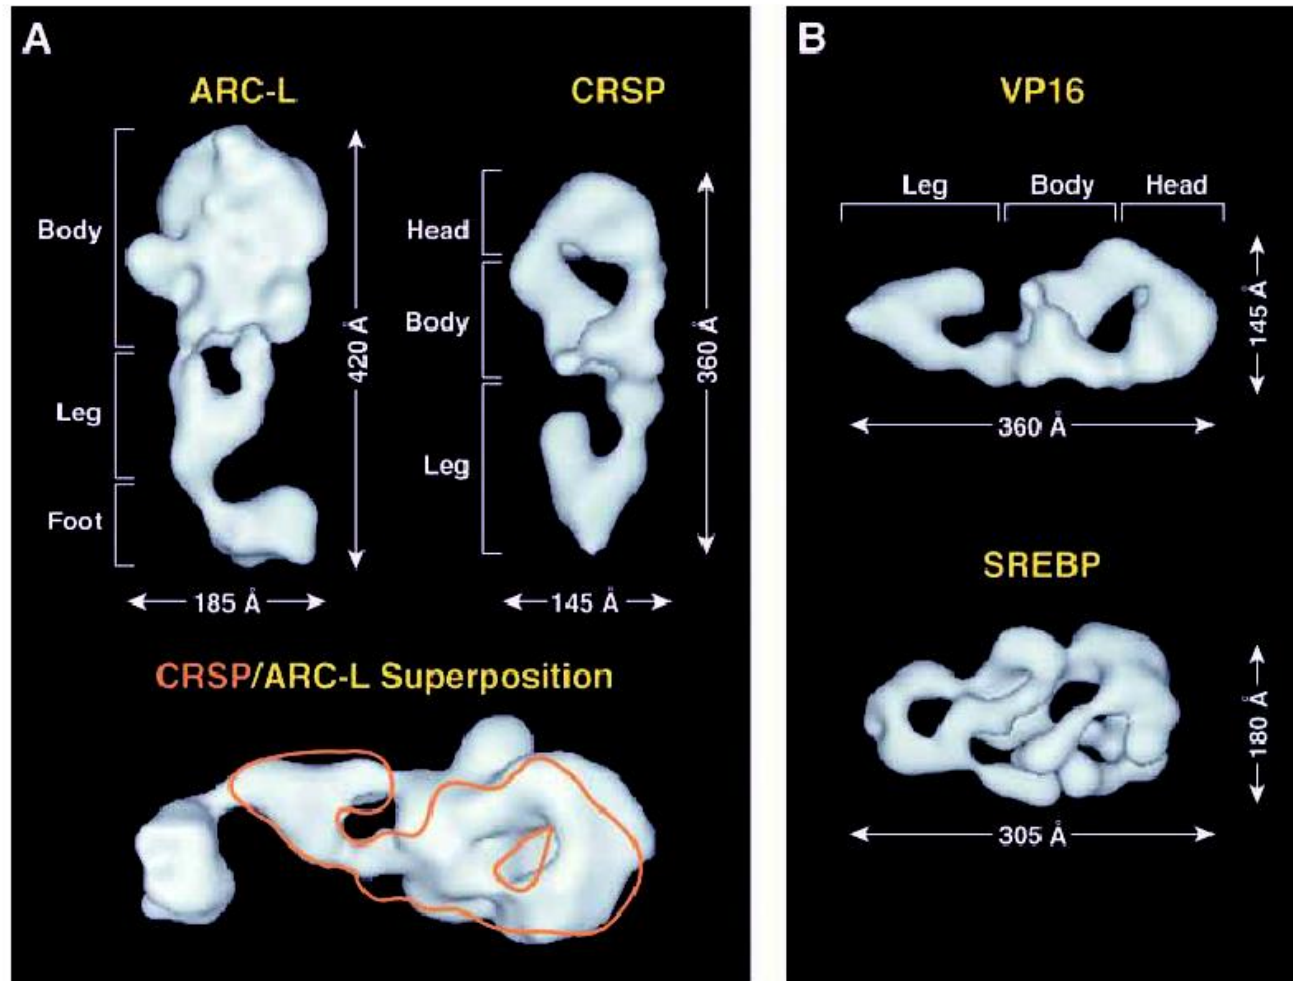 A
ARC-L
CRSP
Body
Leg
Foot
420 Å
185 Å
Head
Body
Leg
360 Å
145 Å
CRSP/ARC-L Superposition
B
VP16
Leg Body Head
145 Å
360 Å
SREBP
180 Å
305 Å